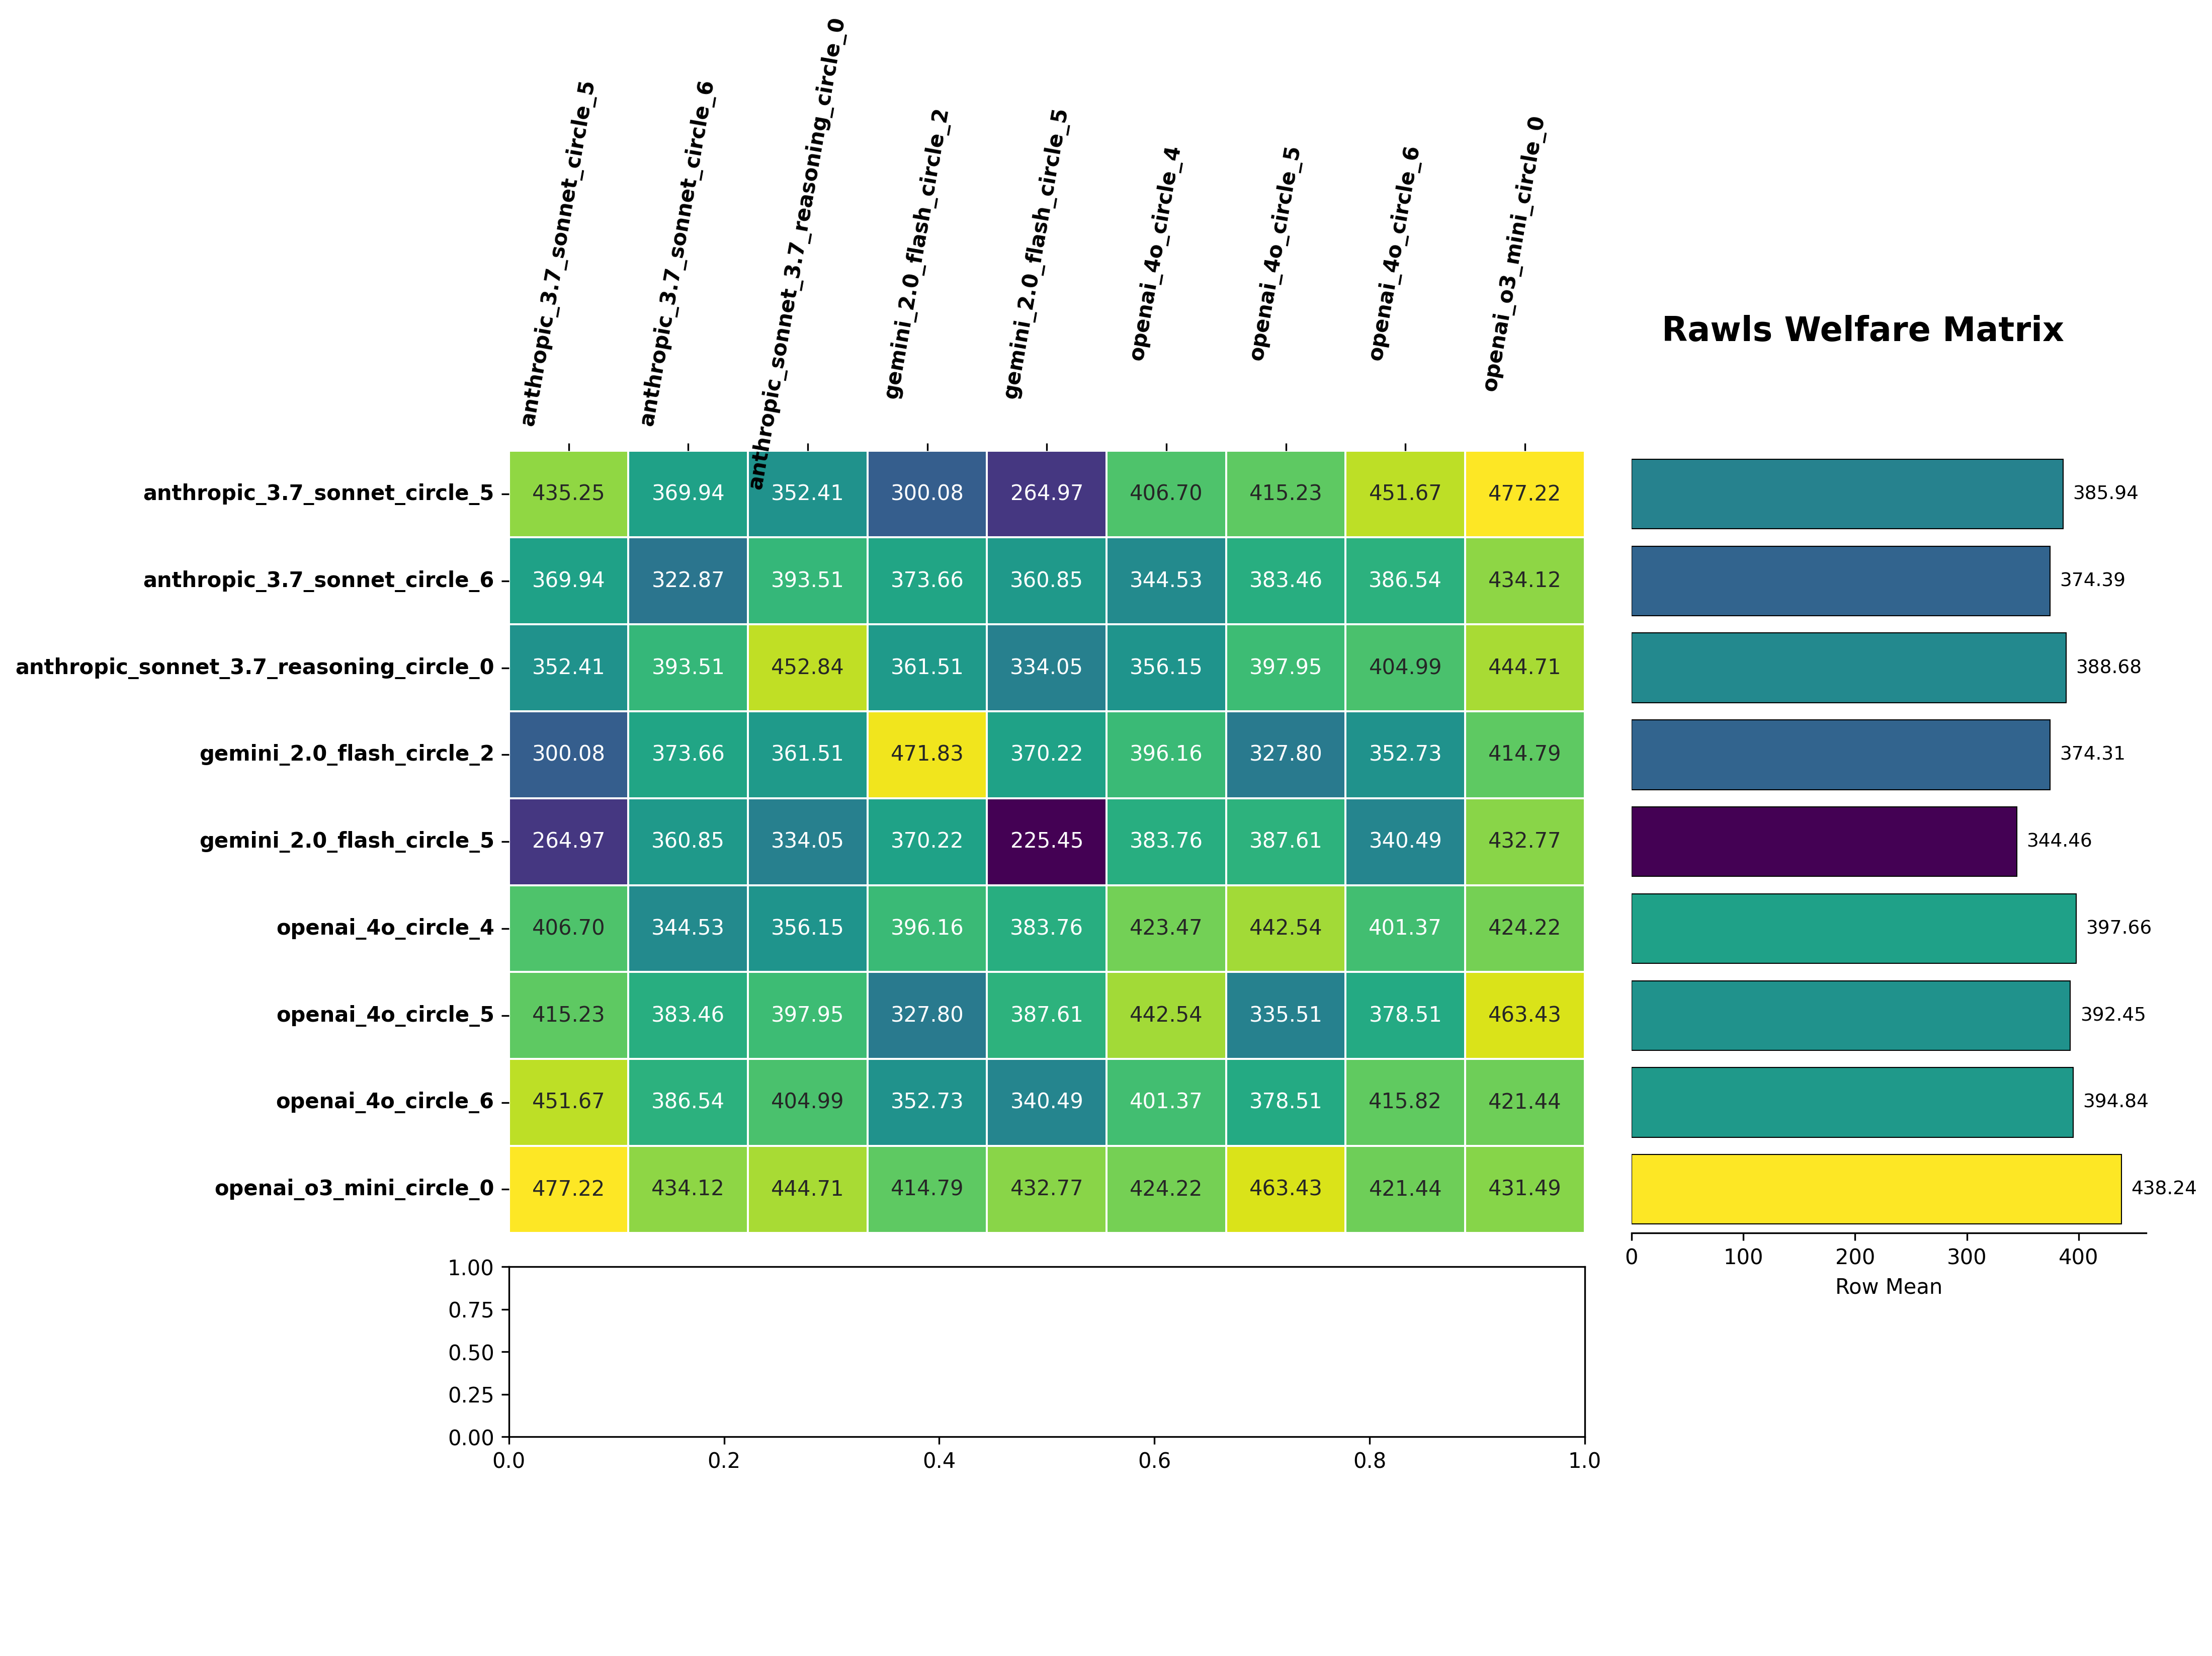 anthropic_3.7_sonnet_circle_5
anthropic_3.7_sonnet_circle_6
anthropic_sonnet_3.7_reasoning_circle_0
gemini_2.0_flash_circle_2
gemini_2.0_flash_circle_5
openai_4o_circle_4
openai_4o_circle_5
openai_4o_circle_6
openai_o3_mini_circle_0
Rawls Welfare Matrix
anthropic_3.7_sonnet_circle_5 435.25 369.94 352.41 300.08 264.97 406.70 415.23 451.67 477.22 385.94
anthropic_3.7_sonnet_circle_6 369.94 322.87 393.51 373.66 360.85 344.53 383.46 386.54 434.12 374.39
anthropic_sonnet_3.7_reasoning_circle_0 352.41 393.51 452.84 361.51 334.05 356.15 397.95 404.99 444.71 388.68
gemini_2.0_flash_circle_2 300.08 373.66 361.51 471.83 370.22 396.16 327.80 352.73 414.79 374.31
gemini_2.0_flash_circle_5 264.97 360.85 334.05 370.22 225.45 383.76 387.61 340.49 432.77 344.46
openai_4o_circle_4 406.70 344.53 356.15 396.16 383.76 423.47 442.54 401.37 424.22 397.66
openai_4o_circle_5 415.23 383.46 397.95 327.80 387.61 442.54 335.51 378.51 463.43 392.45
openai_4o_circle_6 451.67 386.54 404.99 352.73 340.49 401.37 378.51 415.82 421.44 394.84
openai_o3_mini_circle_0 477.22 434.12 444.71 414.79 432.77 424.22 463.43 421.44 431.49 438.24
0 100 200 300 400
Row Mean
1.00
0.75
0.50
0.25
0.00
0.0 0.2 0.4 0.6 0.8 1.0